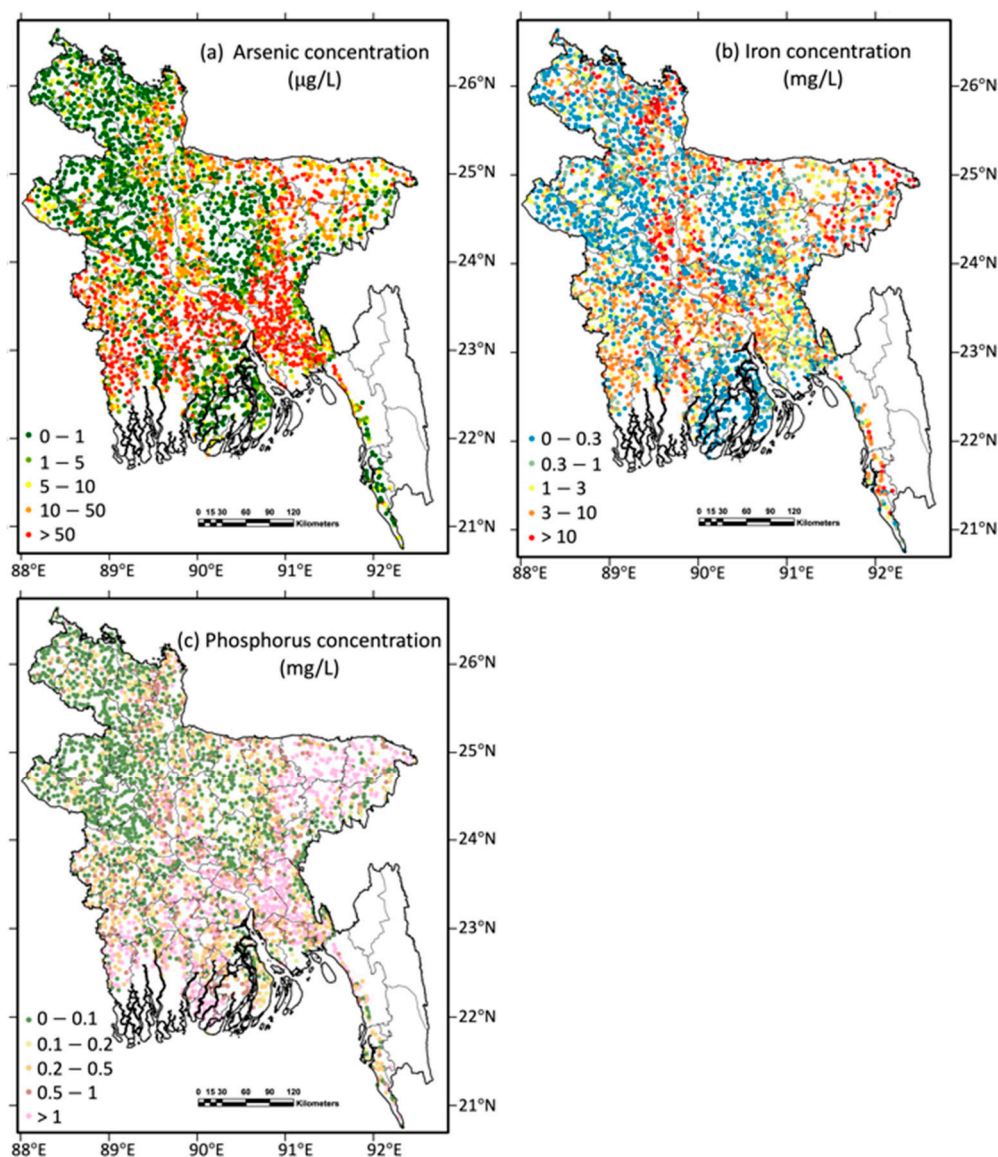 (a) Arsenic concentration
(µg/L)
26°N
25°N
24°N
23°N
22°N
21°N
0 – 1
1 – 5
5 – 10
10 – 50
> 50
0 15 30 60 90 120
Kilometers
88°E 89°E 90°E 91°E 92°E
(b) Iron concentration
(mg/L)
26°N
25°N
24°N
23°N
22°N
21°N
0 – 0.3
0.3 – 1
1 – 3
3 – 10
> 10
0 15 30 60 90 120
Kilometers
88°E 89°E 90°E 91°E 92°E
(c) Phosphorus concentration
(mg/L)
26°N
25°N
24°N
23°N
22°N
21°N
0 – 0.1
0.1 – 0.2
0.2 – 0.5
0.5 – 1
> 1
0 15 30 60 90 120
Kilometers
88°E 89°E 90°E 91°E 92°E